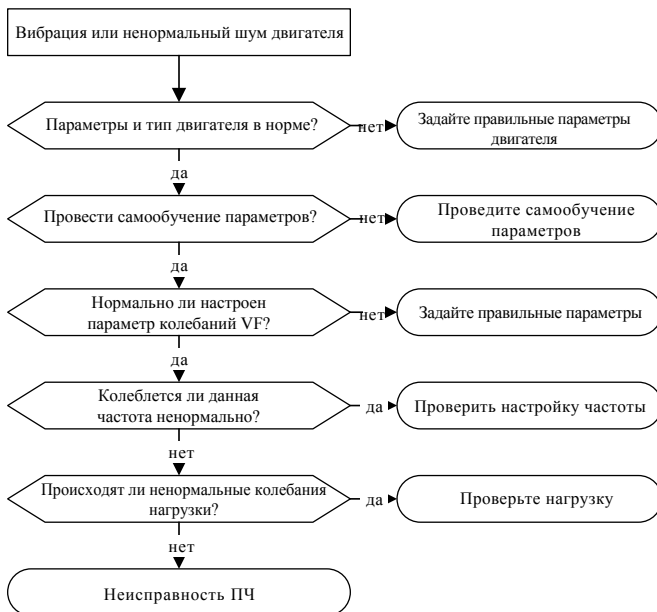 Вибрация или ненормальный шум двигателя
Параметры и тип двигателя в норме?
нет
Задайте правильные параметры
двигателя
да
Провести самообучение параметров?
нет
Проведите самообучение
параметров
да
Нормально ли настроен
параметр колебаний VF?
нет
Задайте правильные параметры
да
Колеблется ли данная
частота ненормально?
да
Проверить настройку частоты
нет
Происходят ли ненормальные колебания
нагрузки?
да
Проверьте нагрузку
нет
Неисправность ПЧ